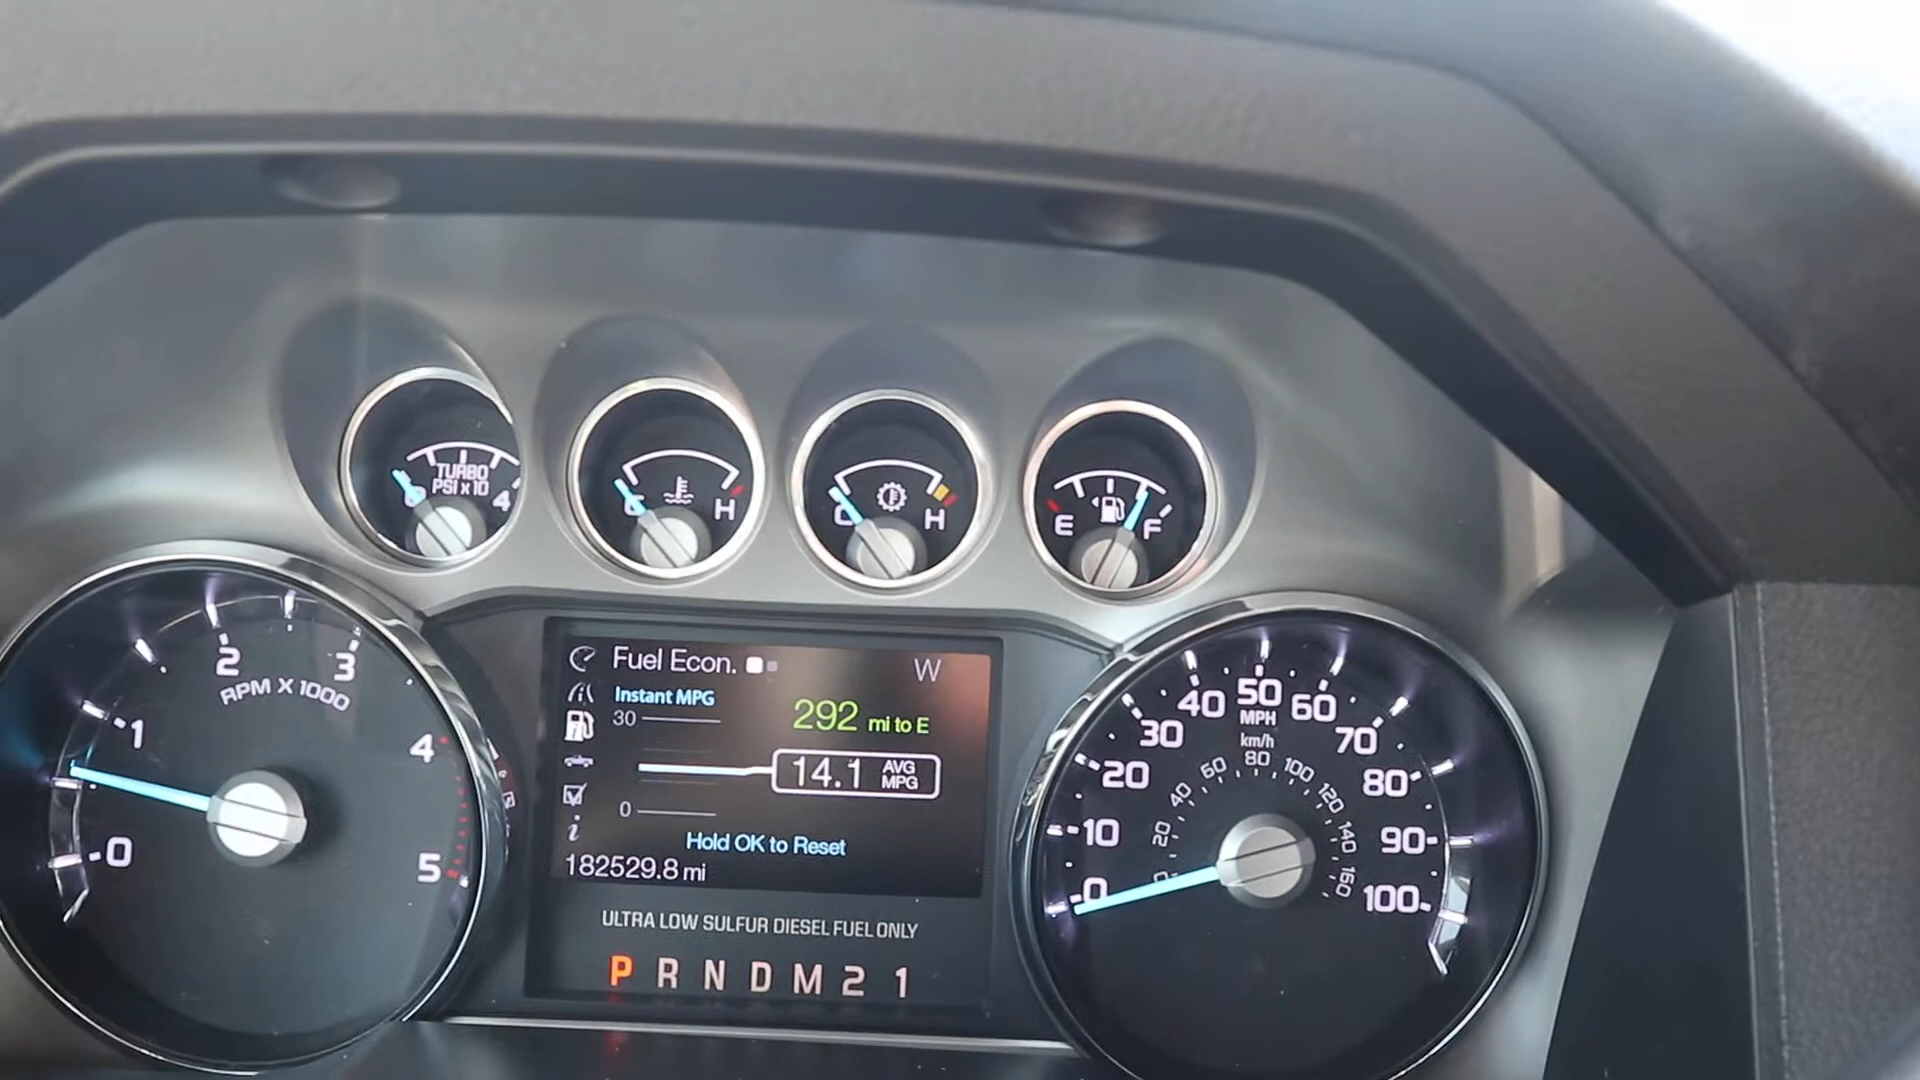 TURBO
PSI x 10
0 4
C H
C H
E F
0 1 2 3 4 5
RPM X 1000
Fuel Econ.
W
Instant MPG
30
292 mi to E
14.1 AVG MPG
0
Hold OK to Reset
182529.8 mi
ULTRA LOW SULFUR DIESEL FUEL ONLY
P R N D M 2 1
0 10 20 30 40 50 60 70 80 90 100
MPH
km/h
0 20 40 60 80 100 120 140 160